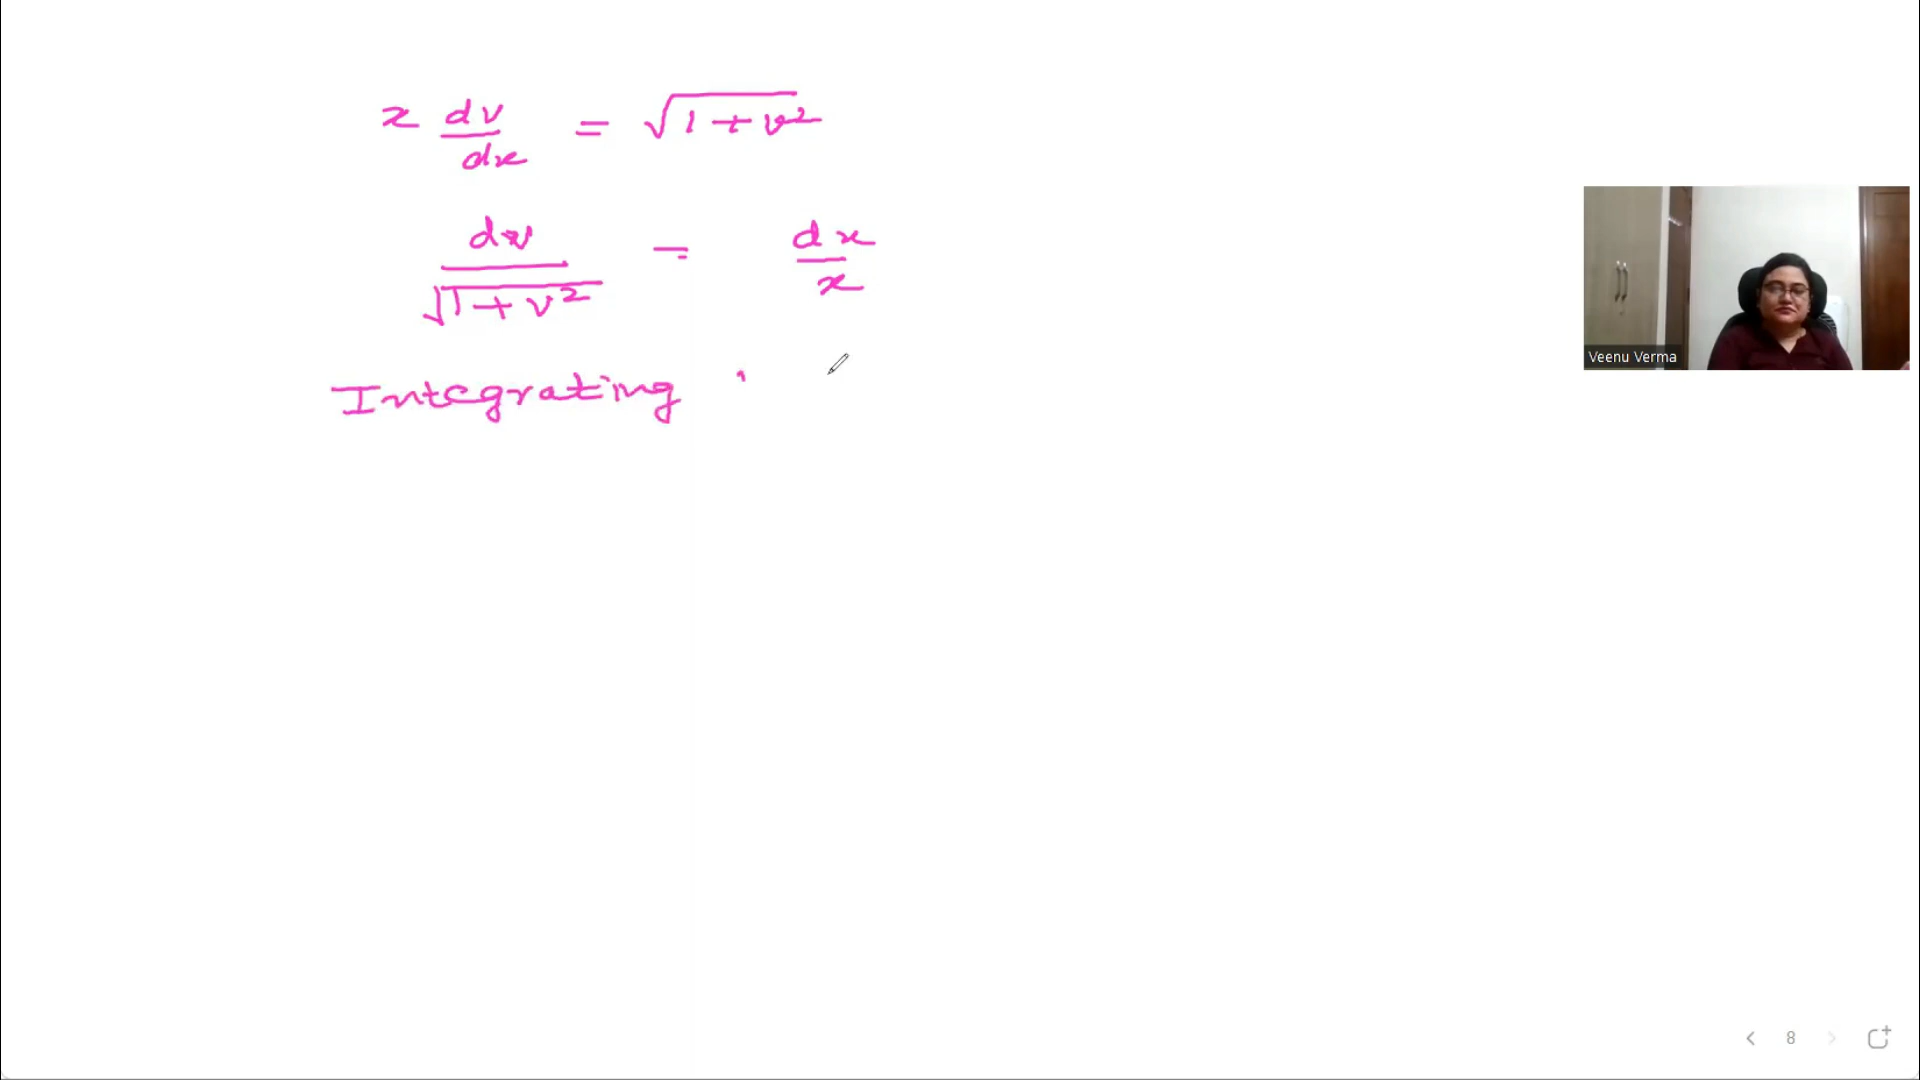 x dv/dx = √1+v²
dv/√1+v² = dx/x
Integrating
Veenu Verma
8